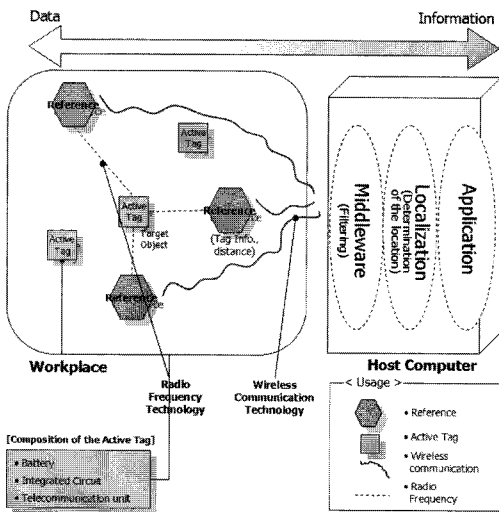 Data
Information
Reference
Active
Tag
Active
Tag
Target
Object
Reference
(Tag Info.,
distance)
Active
Tag
Reference
Middleware
(Filtering)
Localization
(Determination
of the location)
Application
Workplace
Host Computer
Radio
Frequency
Technology
Wireless
Communication
Technology
[Composition of the Active Tag]
• Battery
• Integrated Circuit
• Telecommunication unit
< Usage >
• Reference
• Active Tag
• Wireless
communication
• Radio
Frequency